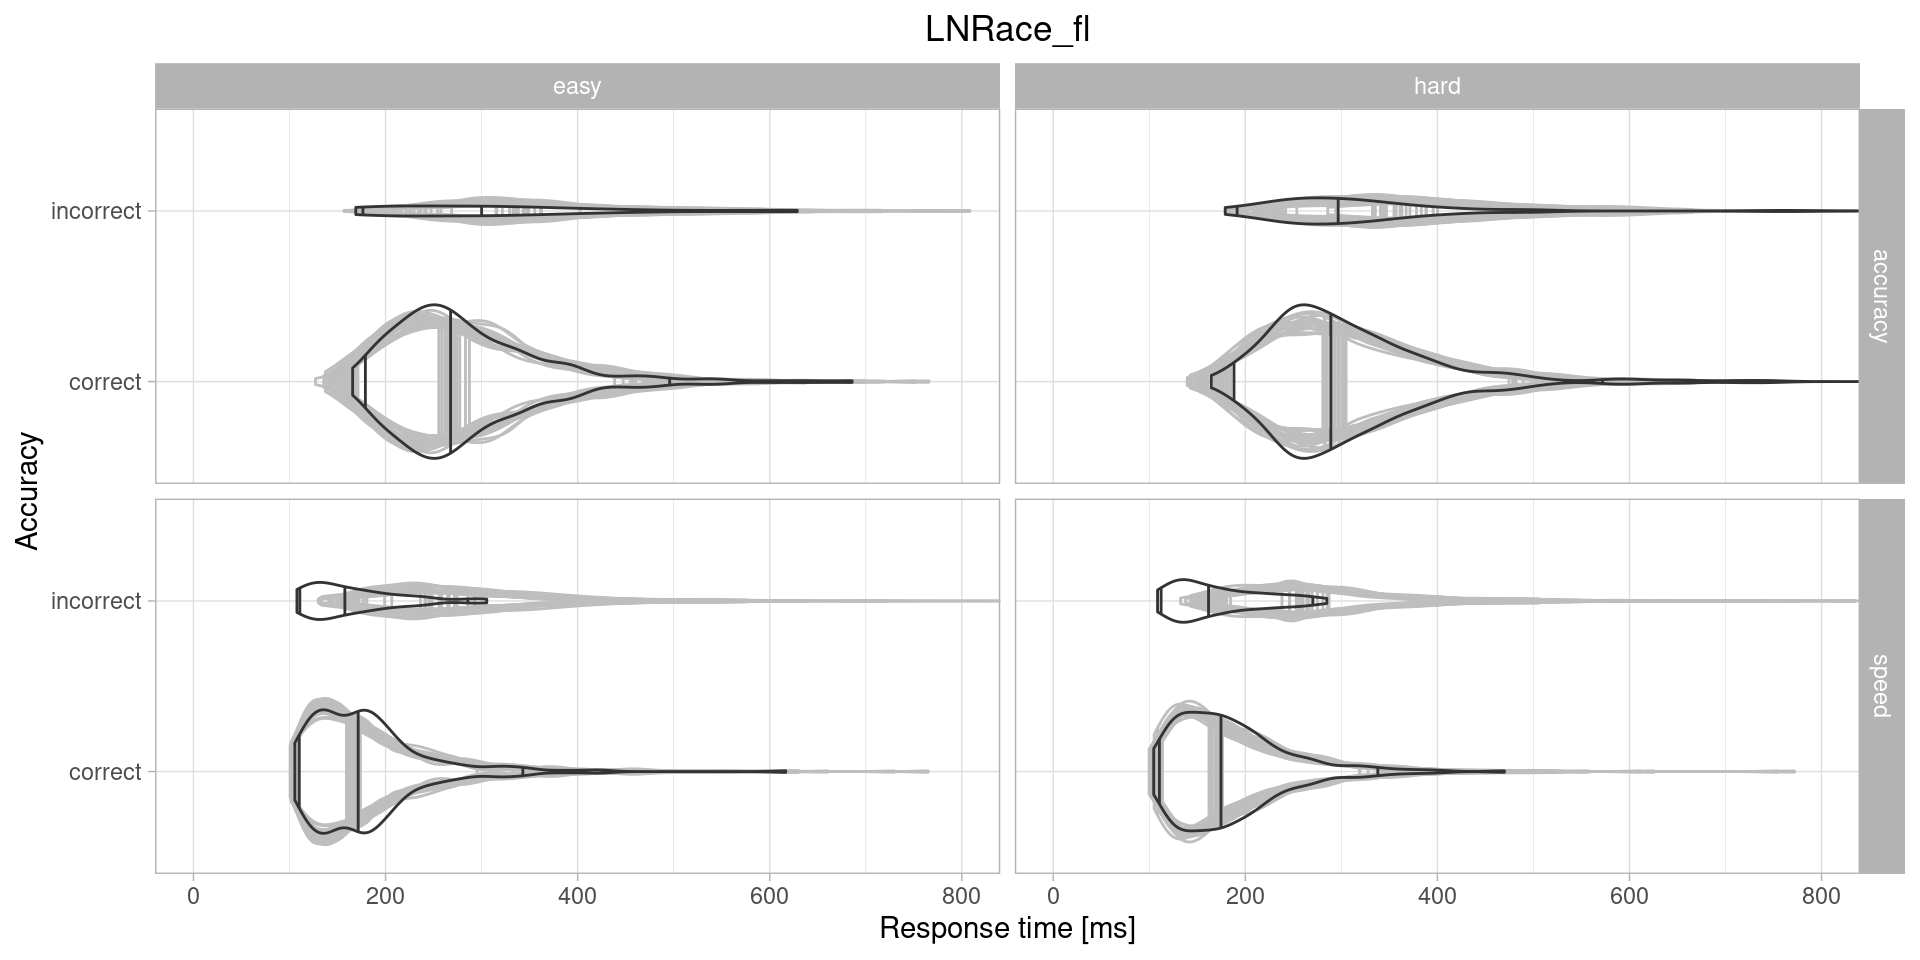 LNRace_fl
easy
hard
incorrect
correct
accuracy
incorrect
correct
speed
Accuracy
0 200 400 600 800
0 200 400 600 800
Response time [ms]